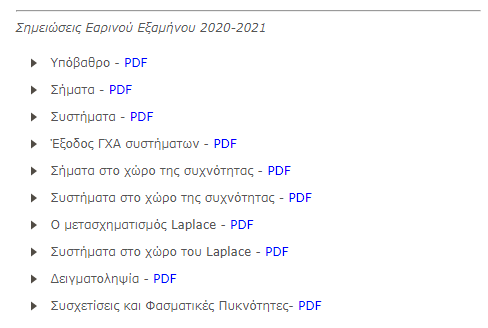 Σημειώσεις Εαρινού Εξαμήνου 2020-2021
Υπόβαθρο - PDF
Σήματα - PDF
Συστήματα - PDF
Έξοδος ΓΧΑ συστήματων - PDF
Σήματα στο χώρο της συχνότητας - PDF
Συστήματα στο χώρο της συχνότητας - PDF
Ο μετασχηματισμός Laplace - PDF
Συστήματα στο χώρο του Laplace - PDF
Δειγματοληψία - PDF
Συσχετίσεις και Φασματικές Πυκνότητες- PDF